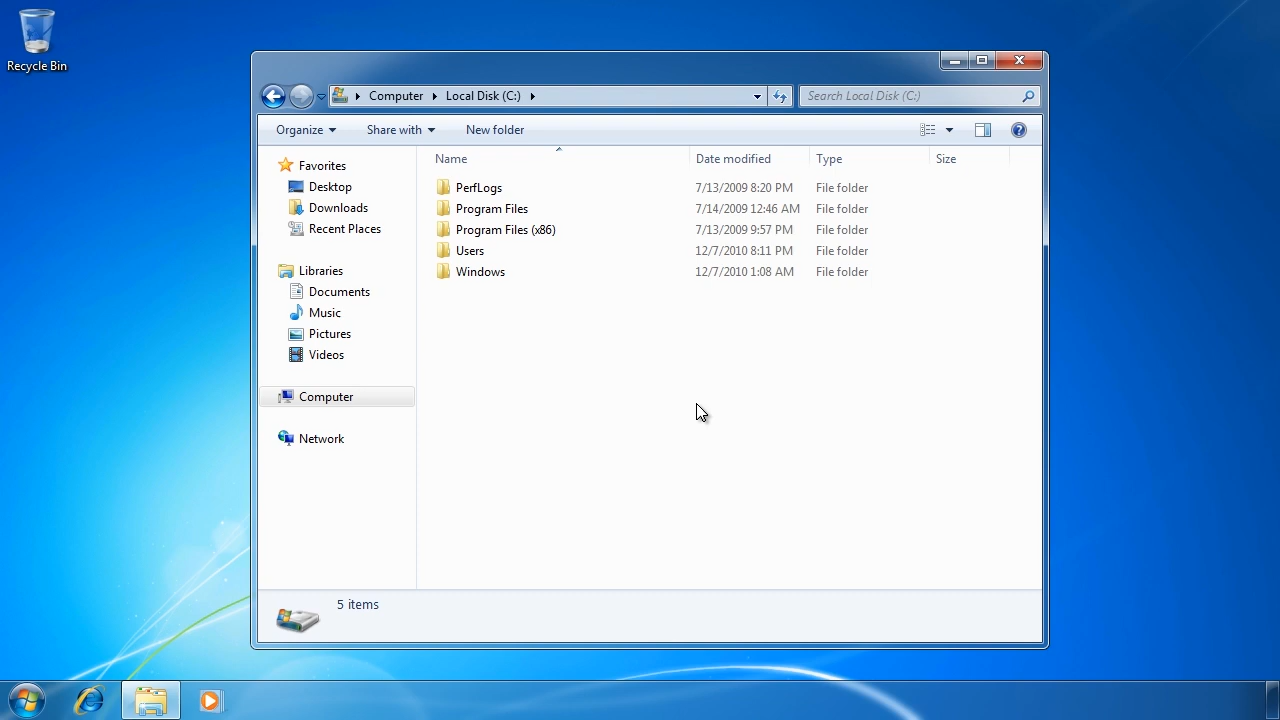 Recycle Bin
Computer Local Disk (C:) Search Local Disk (C:)
Organize Share with New folder
Favorites
Desktop
Downloads
Recent Places
Libraries
Documents
Music
Pictures
Videos
Computer
Network
Name Date modified Type Size
PerfLogs 7/13/2009 8:20 PM File folder
Program Files 7/14/2009 12:46 AM File folder
Program Files (x86) 7/13/2009 9:57 PM File folder
Users 12/7/2010 8:11 PM File folder
Windows 12/7/2010 1:08 AM File folder
5 items